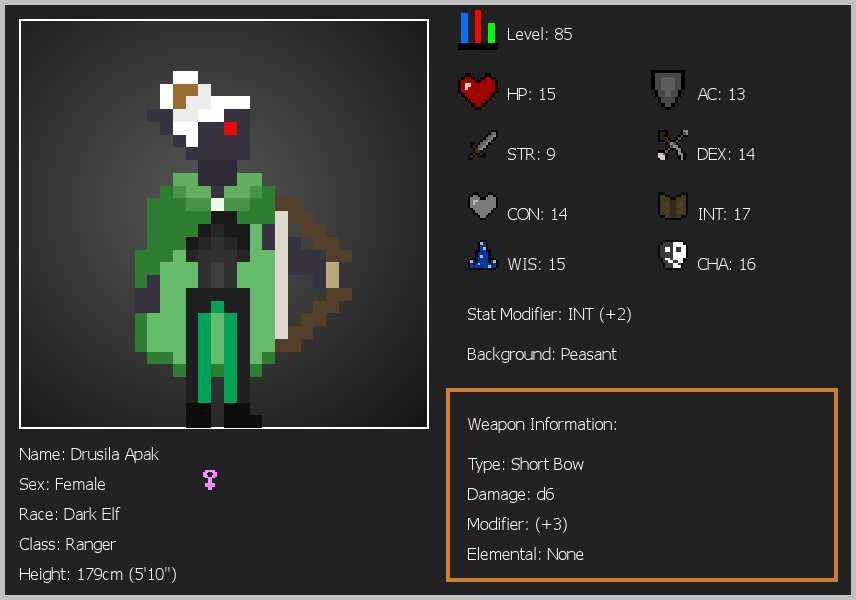 Level: 85
HP: 15
AC: 13
STR: 9
DEX: 14
CON: 14
INT: 17
WIS: 15
CHA: 16
Stat Modifier: INT (+2)
Background: Peasant
Weapon Information:
Type: Short Bow
Damage: d6
Modifier: (+3)
Elemental: None
Name: Drusila Apak
Sex: Female
Race: Dark Elf
Class: Ranger
Height: 179cm (5'10")